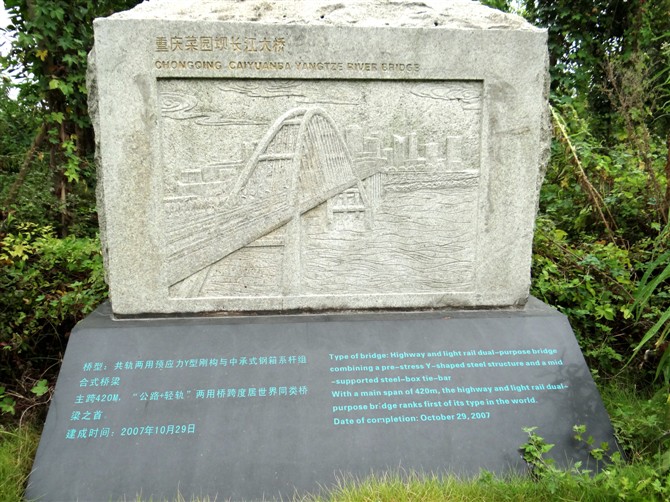 重庆菜园坝长江大桥
CHONGQING CAIYUANBA YANGTZE RIVER BRIDGE
桥型：共轨两用预应力Y型刚构与中承式钢箱系杆组
合式桥梁
主跨420M，“公路+轻轨”两用桥跨度居世界同类桥
梁之首
建成时间：2007年10月29日
Type of bridge: Highway and light rail dual-purpose bridge
combining a pre-stress Y-shaped steel structure and a mid
-supported steel-box tie-bar
With a main span of 420m, the highway and light rail dual-
purpose bridge ranks first of its type in the world.
Date of completion: October 29, 2007